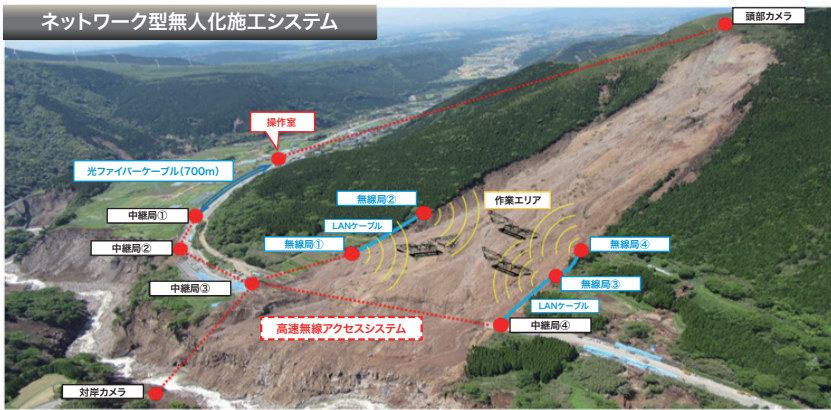 ネットワーク型無人化施工システム
頭部カメラ
操作室
光ファイバーケーブル(700m)
無線局②
作業エリア
中継局①
LANケーブル
無線局①
無線局④
中継局②
中継局③
無線局③
LANケーブル
高速無線アクセスシステム
中継局④
対岸カメラ